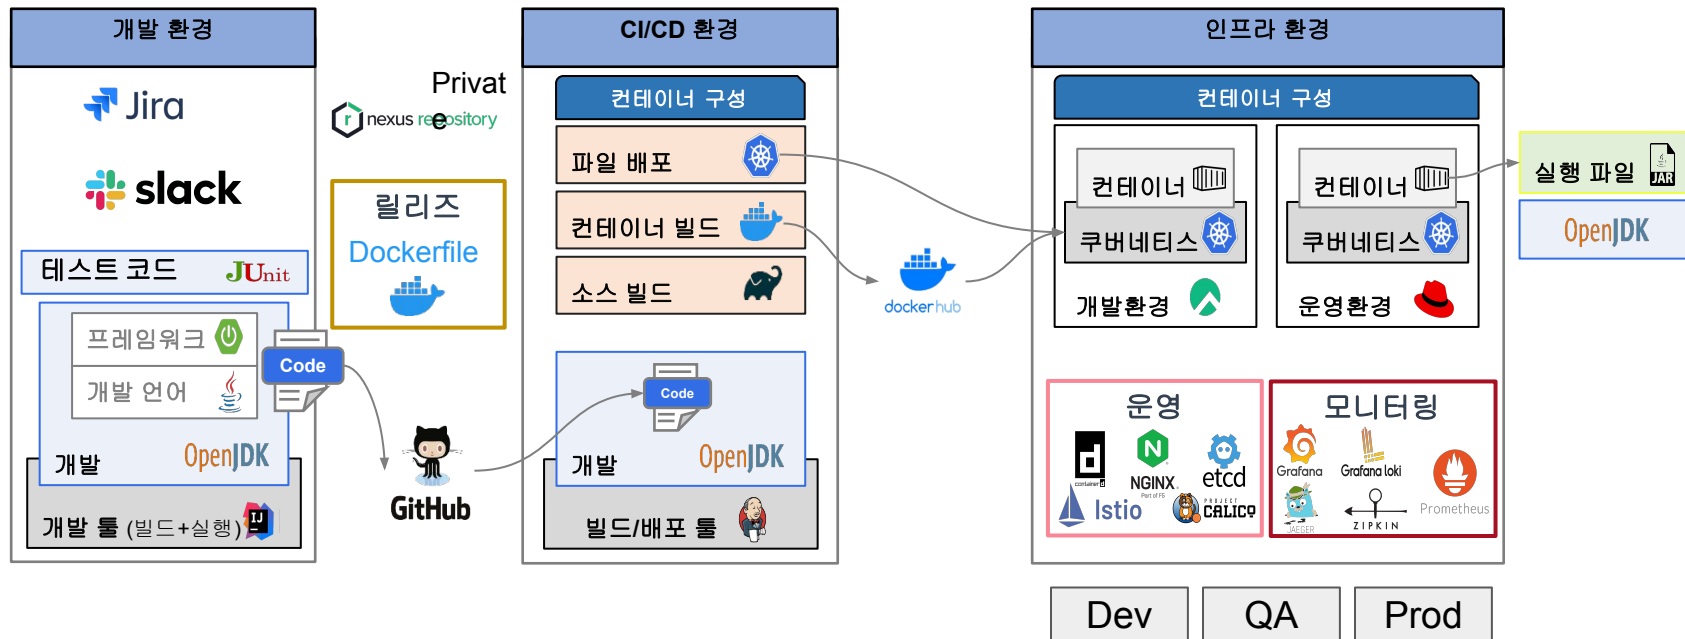 개발 환경
Jira
slack
테스트 코드
JUnit
프레임워크
개발 언어
Code
개발
OpenJDK
개발 툴 (빌드+실행)
IJ
Privat
e
nexus repository
릴리즈
Dockerfile
GitHub
CI/CD 환경
컨테이너 구성
파일 배포
컨테이너 빌드
소스 빌드
Code
개발
OpenJDK
빌드/배포 툴
docker hub
인프라 환경
컨테이너 구성
컨테이너
쿠버네티스
개발환경
컨테이너
쿠버네티스
운영환경
운영
containerd
NGINX
Part of F5
etcd
Istio
PROJECT
CALICO
모니터링
Grafana
Grafana loki
Prometheus
JAEGER
ZIPKIN
실행 파일
JAR
OpenJDK
Dev
QA
Prod